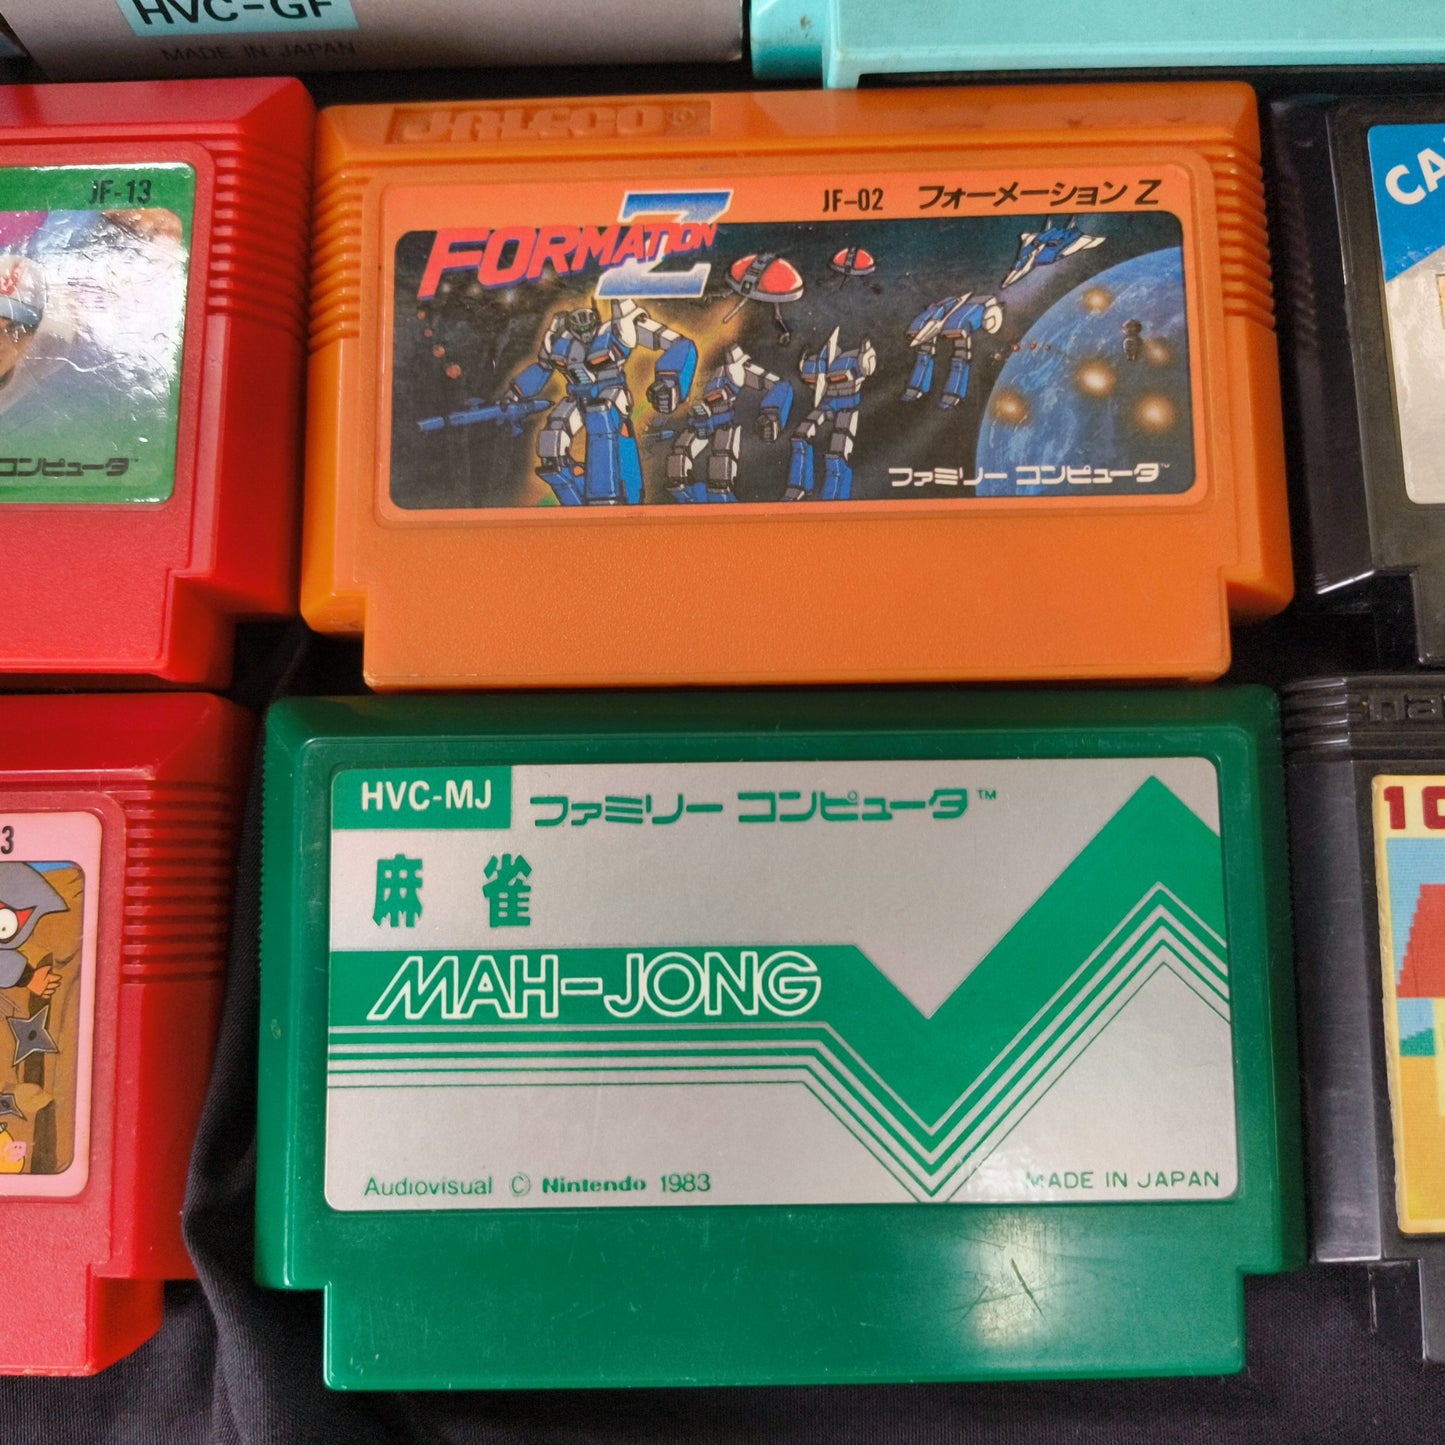 HVC-GF
MADE IN JAPAN
JF-13
コンピュータ
JALECO
FORMATION Z
JF-02 フォーメーション Z
ファミリー コンピュータ™
CA
3
HVC-MJ
ファミリー コンピュータ™
麻雀
MAH-JONG
Audiovisual © Nintendo 1983
MADE IN JAPAN
na
10